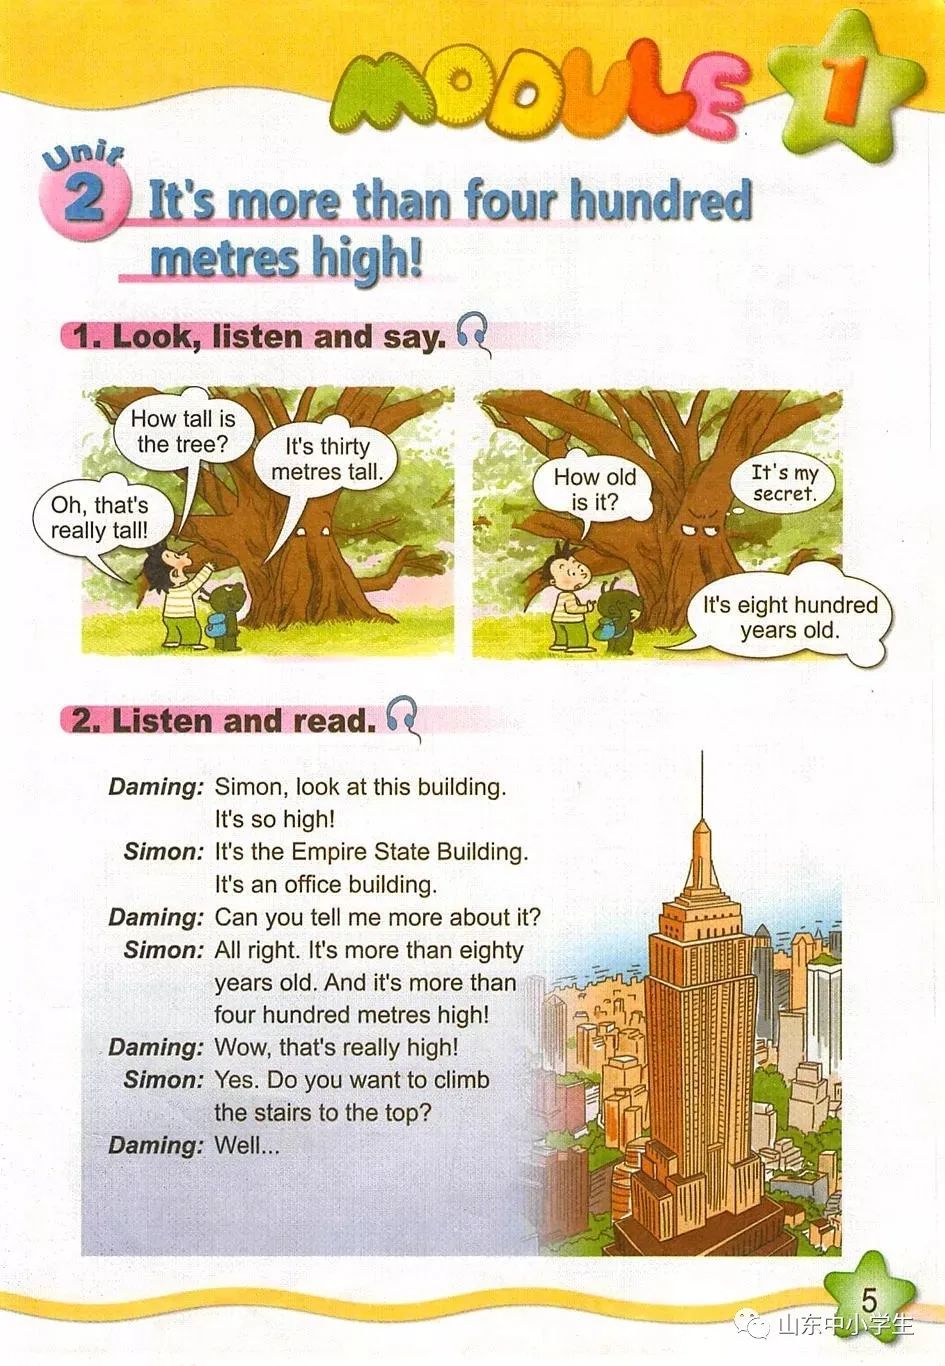 MODULE 1
Unit
2
It's more than four hundred
metres high!
1. Look, listen and say.
How tall is
the tree?
It's thirty
metres tall.
Oh, that's
really tall!
How old
is it?
It's my
secret.
It's eight hundred
years old.
2. Listen and read.
Daming: Simon, look at this building.
It's so high!
Simon: It's the Empire State Building.
It's an office building.
Daming: Can you tell me more about it?
Simon: All right. It's more than eighty
years old. And it's more than
four hundred metres high!
Daming: Wow, that's really high!
Simon: Yes. Do you want to climb
the stairs to the top?
Daming: Well...
5
山东中小学生